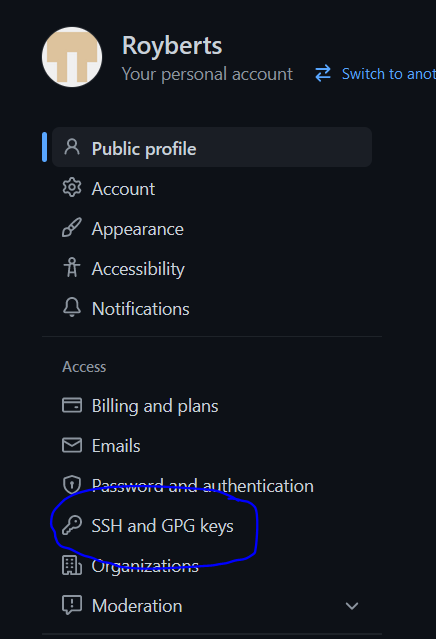 Royberts
Your personal account
Switch to anot
Public profile
Account
Appearance
Accessibility
Notifications
Access
Billing and plans
Emails
Password and authentication
SSH and GPG keys
Organizations
Moderation